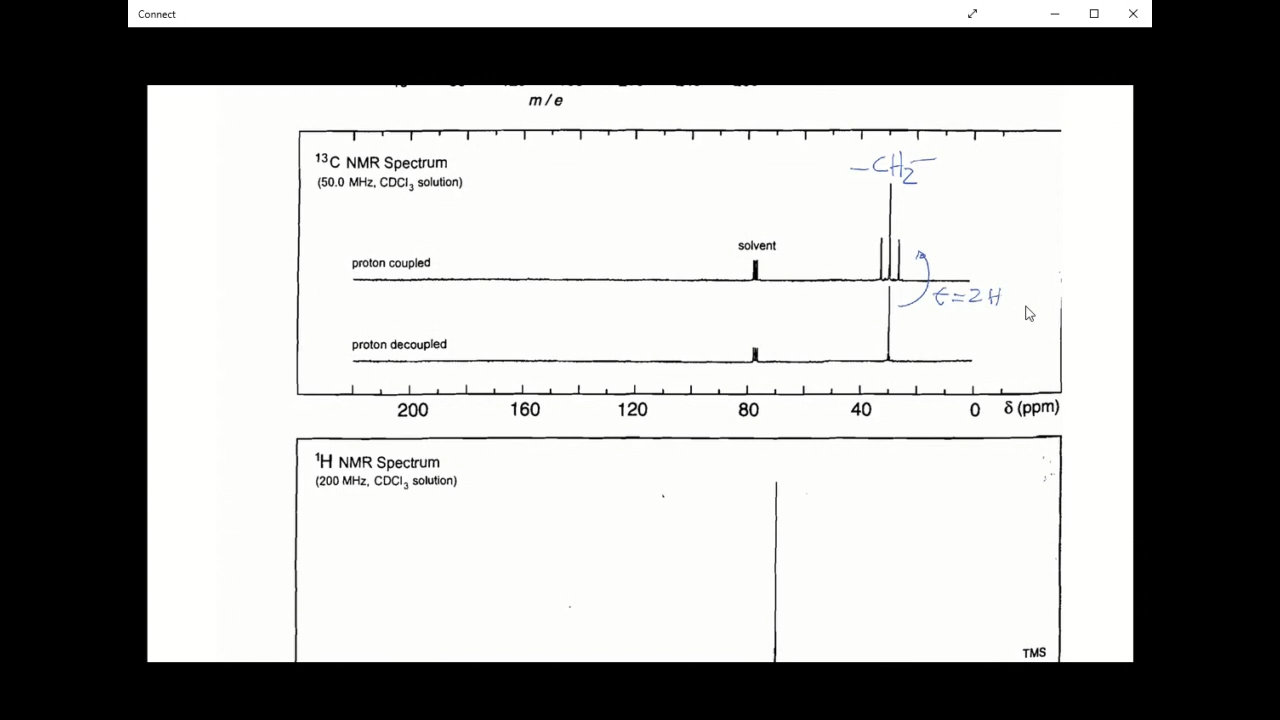 Connect
m / e
¹³C NMR Spectrum
(50.0 MHz, CDCl₃ solution)
–CH₂–
solvent
proton coupled
t=2H
proton decoupled
200 160 120 80 40 0 δ (ppm)
¹H NMR Spectrum
(200 MHz, CDCl₃ solution)
TMS